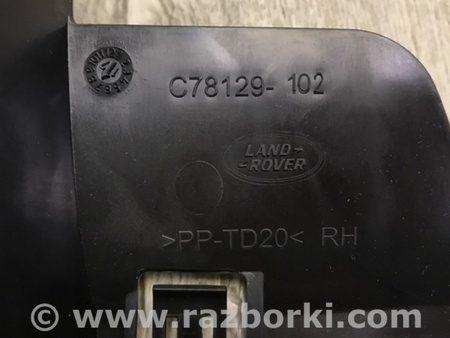 C78129- 102
LAND-
-ROVER
>PP-TD20< RH
© www.razborki.com